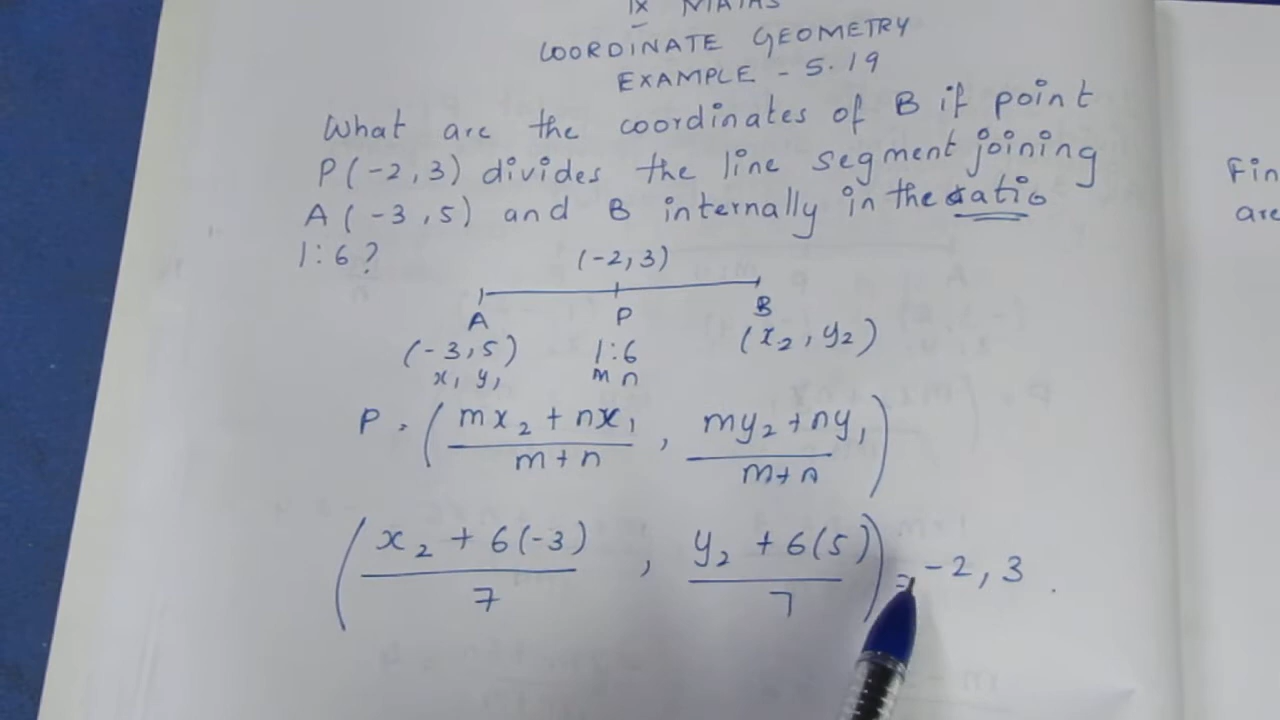 IX MATHS
COORDINATE GEOMETRY
EXAMPLE - 5.19
What are the coordinates of B if point
P(-2,3) divides the line segment joining
A(-3,5) and B internally in the ratio
1:6?
(-2,3)
A P B
(-3,5) 1:6 (x₂, y₂)
x₁ y₁ m n
P = ( (mx₂ + nx₁)/(m+n) , (my₂ + ny₁)/(m+n) )
( (x₂ + 6(-3))/7 , (y₂ + 6(5))/7 ) = -2, 3
Fin
are